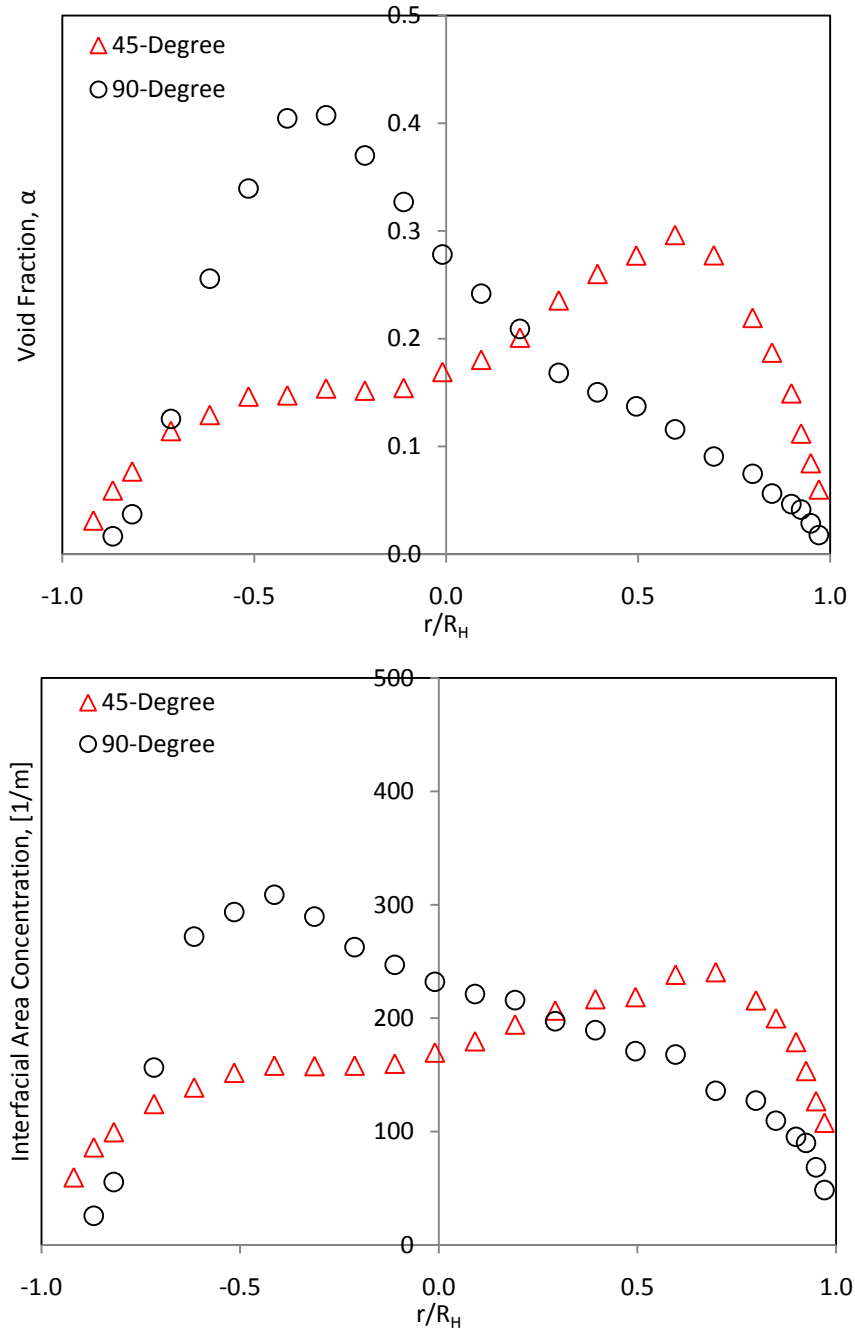 0.5
45-Degree
90-Degree
0.4
0.3
Void Fraction, α
0.2
0.1
0.0
-1.0 -0.5 0.0 0.5 1.0
r/R_H
500
45-Degree
90-Degree
400
Interfacial Area Concentration, [1/m]
300
200
100
0
-1.0 -0.5 0.0 0.5 1.0
r/R_H